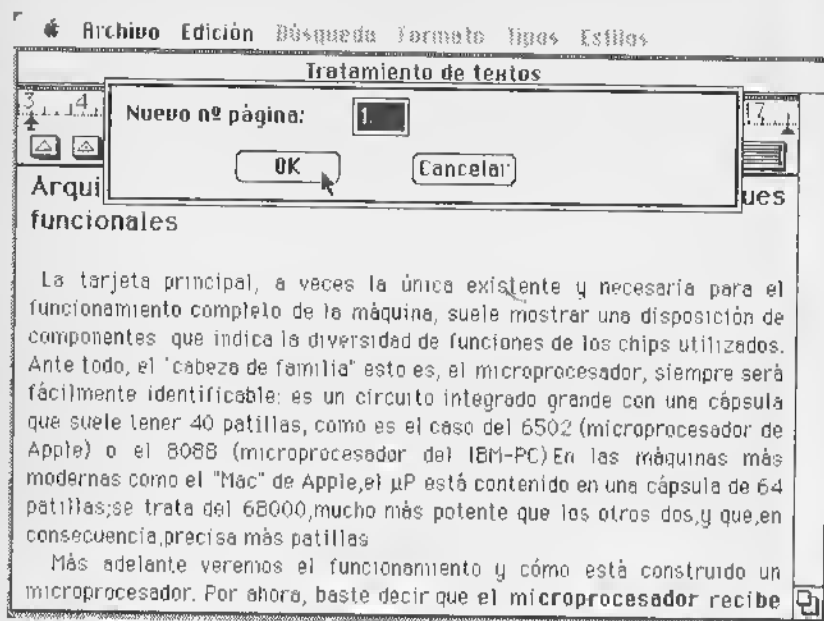 Archivo Edición Búsqueda Formato Tipos Estilos
Tratamiento de textos
3 4 7
Nuevo nº página: 1
OK Cancelar
Arqui ues
funcionales
La tarjeta principal, a veces la única existente y necesaria para el
funcionamiento completo de la máquina, suele mostrar una disposición de
componentes que indica la diversidad de funciones de los chips utilizados.
Ante todo, el "cabeza de familia" esto es, el microprocesador, siempre será
fácilmente identificable: es un circuito integrado grande con una cápsula
que suele tener 40 patillas, como es el caso del 6502 (microprocesador de
Apple) o el 8088 (microprocesador del IBM-PC) En las máquinas más
modernas como el "Mac" de Apple,el µP está contenido en una cápsula de 64
patillas;se trata del 68000,mucho más potente que los otros dos,y que,en
consecuencia,precisa más patillas
Más adelante veremos el funcionamiento y cómo está construido un
microprocesador. Por ahora, baste decir que el microprocesador recibe